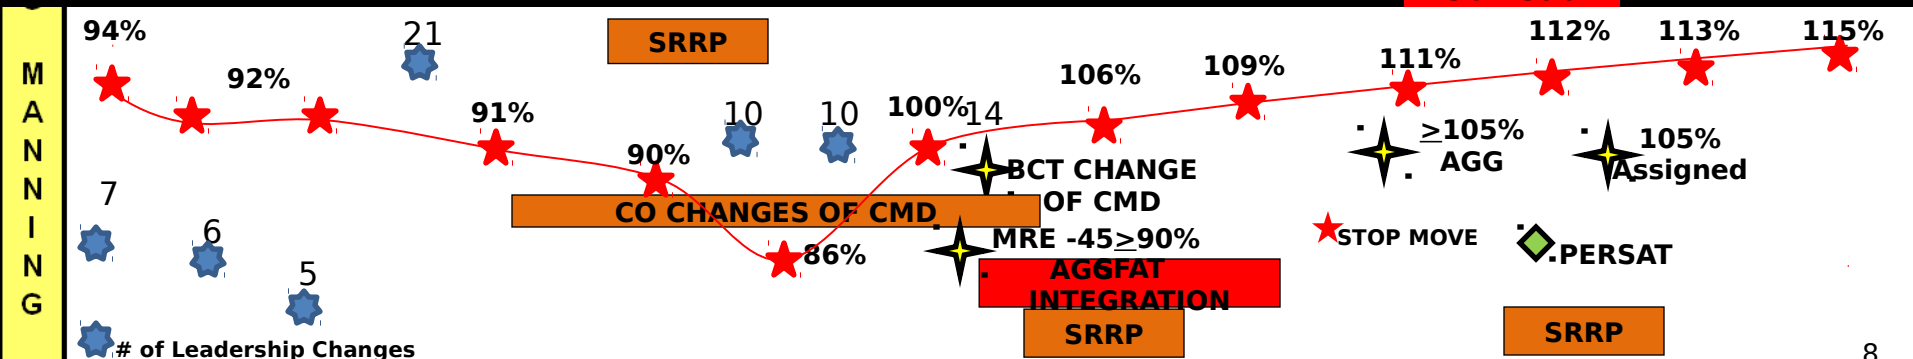 MANNING
94%
92%
21
SRRP
91%
90%
10
10
100%
14
106%
109%
111%
112%
113%
115%
7
6
5
CO CHANGES OF CMD
86%
BCT CHANGE
OF CMD
MRE -45
≥90%
AGG
SFAT
INTEGRATION
SRRP
≥105%
AGG
105%
Assigned
STOP MOVE
PERSAT
SRRP
# of Leadership Changes
8